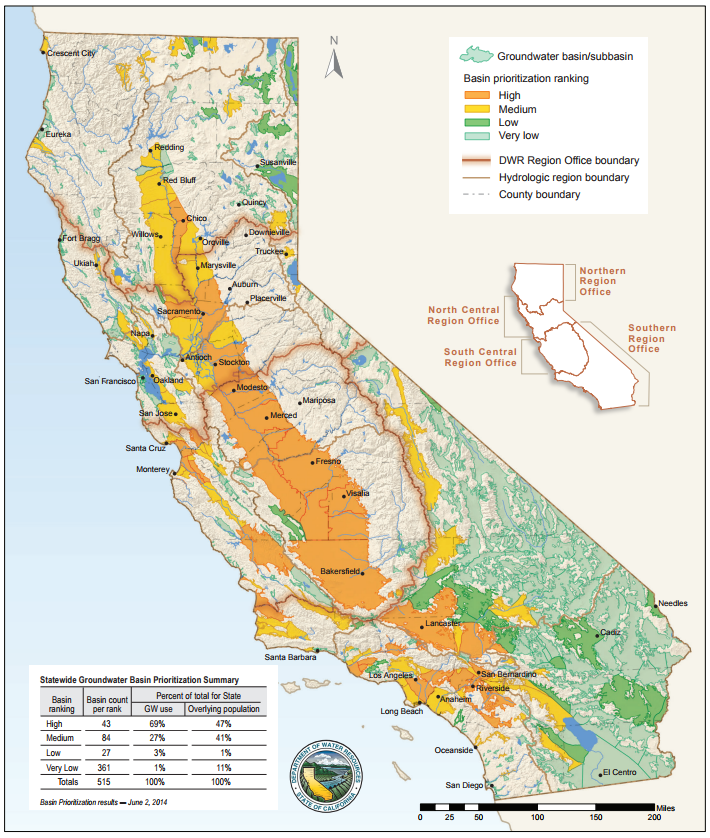 Crescent City
Eureka
Redding
Red Bluff
Susanville
Chico
Quincy
Willows
Oroville
Downieville
Fort Bragg
Truckee
Ukiah
Marysville
Auburn
Placerville
Sacramento
Napa
Antioch
Stockton
San Francisco
Oakland
Modesto
Mariposa
San Jose
Merced
Santa Cruz
Monterey
Fresno
Visalia
Bakersfield
Needles
Lancaster
Cadiz
Santa Barbara
Los Angeles
San Bernardino
Riverside
Anaheim
Long Beach
Oceanside
El Centro
San Diego
N
Groundwater basin/subbasin
Basin prioritization ranking
High
Medium
Low
Very low
DWR Region Office boundary
Hydrologic region boundary
County boundary
Northern
Region
Office
North Central
Region Office
Southern
Region
Office
South Central
Region Office
Statewide Groundwater Basin Prioritization Summary
Basin ranking Basin count per rank Percent of total for State
GW use Overlying population
High 43 69% 47%
Medium 84 27% 41%
Low 27 3% 1%
Very Low 361 1% 11%
Totals 515 100% 100%
Basin Prioritization results — June 2, 2014
DEPARTMENT OF WATER RESOURCES
STATE OF CALIFORNIA
Miles
0 25 50 100 150 200